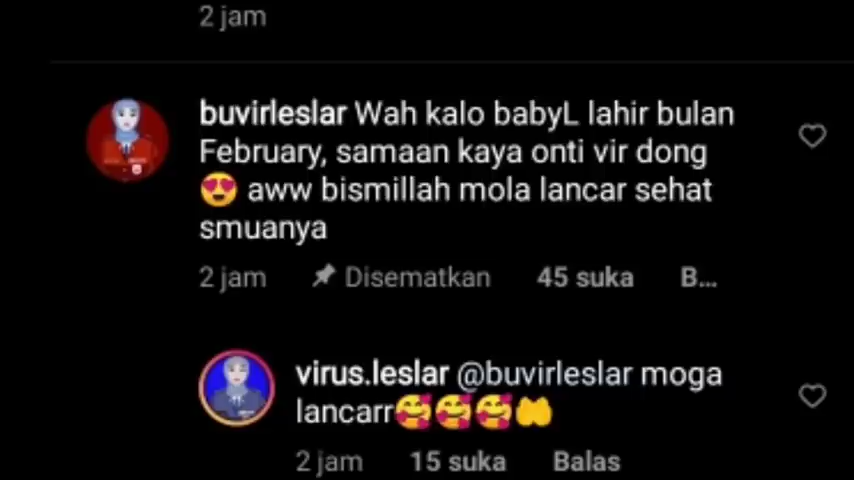 2 jam
buvirleslar Wah kalo babyL lahir bulan
February, samaan kaya onti vir dong
😍 aww bismillah mola lancar sehat
smuanya
2 jam Disematkan 45 suka B...
virus.leslar @buvirleslar moga
lancarr🥰🥰🥰🤲
2 jam 15 suka Balas